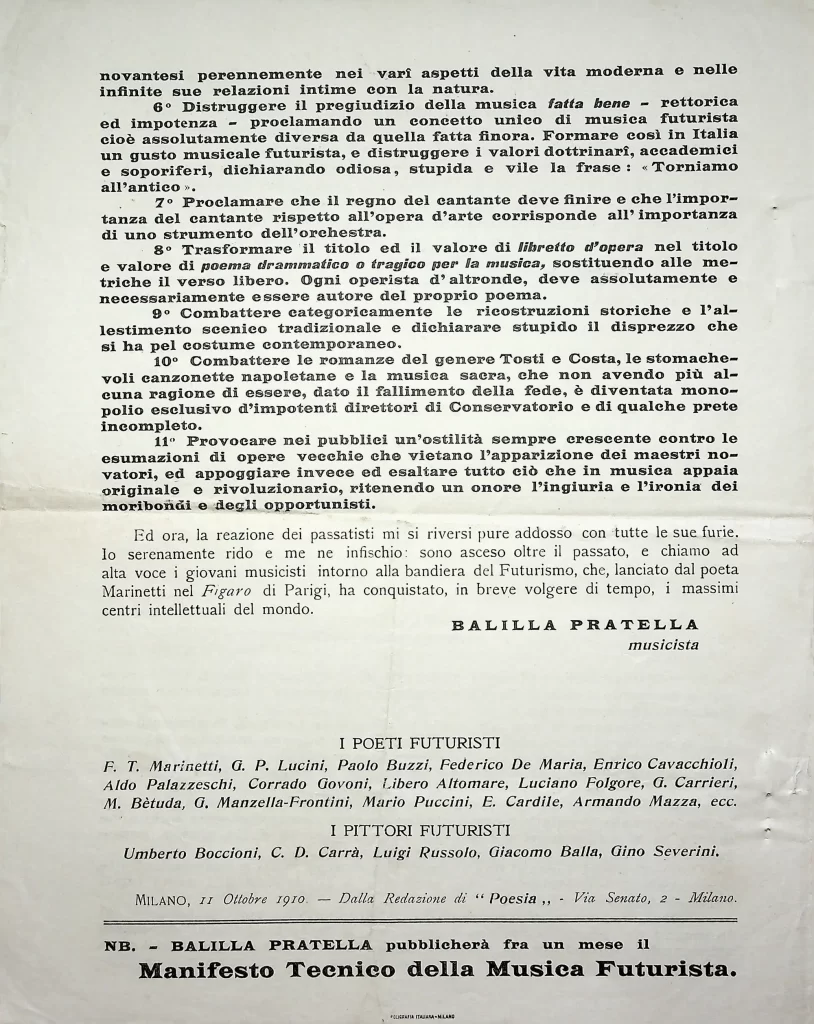 novantesi perennemente nei varî aspetti della vita moderna e nelle
infinite sue relazioni intime con la natura.
6º Distruggere il pregiudizio della musica fatta bene - rettorica
ed impotenza - proclamando un concetto unico di musica futurista
cioè assolutamente diversa da quella fatta finora. Formare così in Italia
un gusto musicale futurista, e distruggere i valori dottrinarî, accademici
e soporiferi, dichiarando odiosa, stupida e vile la frase: «Torniamo
all'antico».
7º Proclamare che il regno del cantante deve finire e che l'impor-
tanza del cantante rispetto all'opera d'arte corrisponde all'importanza
di uno strumento dell'orchestra.
8º Trasformare il titolo ed il valore di libretto d'opera nel titolo
e valore di poema drammatico o tragico per la musica, sostituendo alle me-
triche il verso libero. Ogni operista d'altronde, deve assolutamente e
necessariamente essere autore del proprio poema.
9º Combattere categoricamente le ricostruzioni storiche e l'al-
lestimento scenico tradizionale e dichiarare stupido il disprezzo che
si ha pel costume contemporaneo.
10º Combattere le romanze del genere Tosti e Costa, le stomache-
voli canzonette napoletane e la musica sacra, che non avendo più al-
cuna ragione di essere, dato il fallimento della fede, è diventata mono-
polio esclusivo d'impotenti direttori di Conservatorio e di qualche prete
incompleto.
11º Provocare nei pubblici un'ostilità sempre crescente contro le
esumazioni di opere vecchie che vietano l'apparizione dei maestri no-
vatori, ed appoggiare invece ed esaltare tutto ciò che in musica appaia
originale e rivoluzionario, ritenendo un onore l'ingiuria e l'ironia dei
moribondi e degli opportunisti.
Ed ora, la reazione dei passatisti mi si riversi pure addosso con tutte le sue furie.
Io serenamente rido e me ne infischio: sono asceso oltre il passato, e chiamo ad
alta voce i giovani musicisti intorno alla bandiera del Futurismo, che, lanciato dal poeta
Marinetti nel Figaro di Parigi, ha conquistato, in breve volgere di tempo, i massimi
centri intellettuali del mondo.
BALILLA PRATELLA
musicista
I POETI FUTURISTI
F. T. Marinetti, G. P. Lucini, Paolo Buzzi, Federico De Maria, Enrico Cavacchioli,
Aldo Palazzeschi, Corrado Govoni, Libero Altomare, Luciano Folgore, G. Carrieri,
M. Bètuda, G. Manzella-Frontini, Mario Puccini, E. Cardile, Armando Mazza, ecc.
I PITTORI FUTURISTI
Umberto Boccioni, C. D. Carrà, Luigi Russolo, Giacomo Balla, Gino Severini.
MILANO, 11 Ottobre 1910. — Dalla Redazione di “Poesia„ - Via Senato, 2 - Milano.
NB. - BALILLA PRATELLA pubblicherà fra un mese il
Manifesto Tecnico della Musica Futurista.
POLIGRAFIA ITALIANA-MILANO